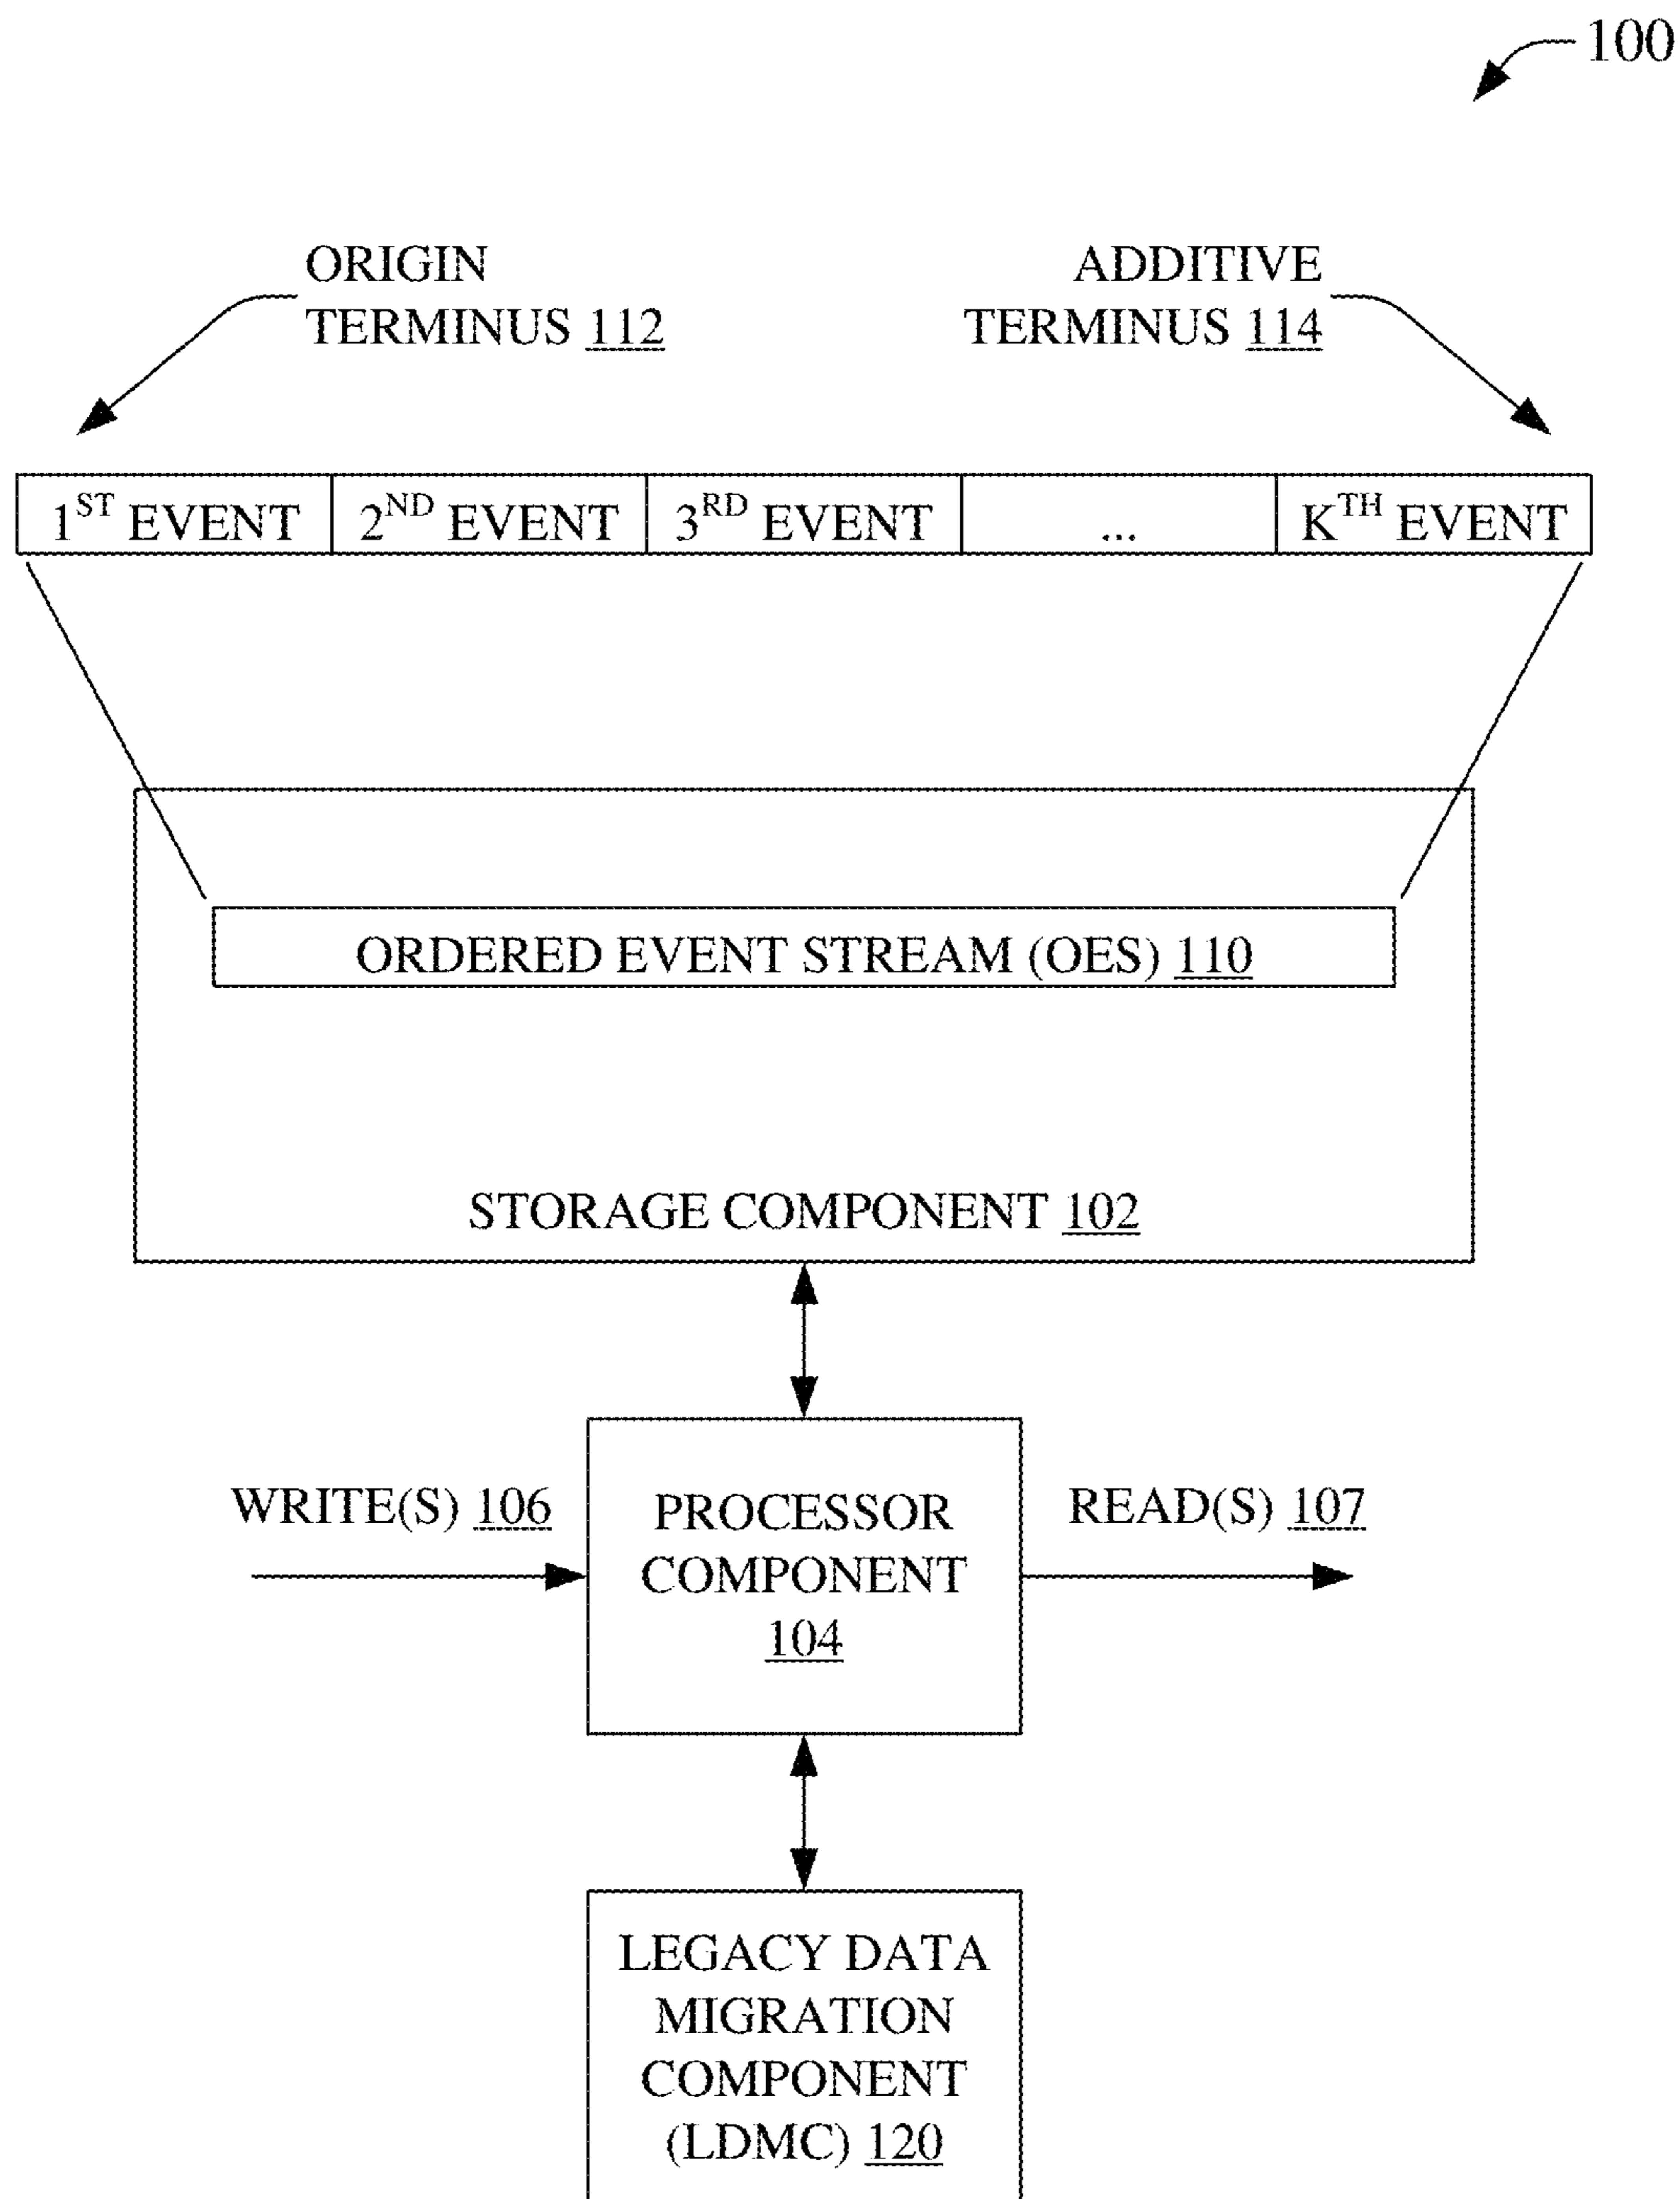 100
ORIGIN
TERMINUS 112
ADDITIVE
TERMINUS 114
1ST EVENT
2ND EVENT
3RD EVENT
...
KTH EVENT
ORDERED EVENT STREAM (OES) 110
STORAGE COMPONENT 102
WRITE(S) 106
PROCESSOR
COMPONENT
104
READ(S) 107
LEGACY DATA
MIGRATION
COMPONENT
(LDMC) 120